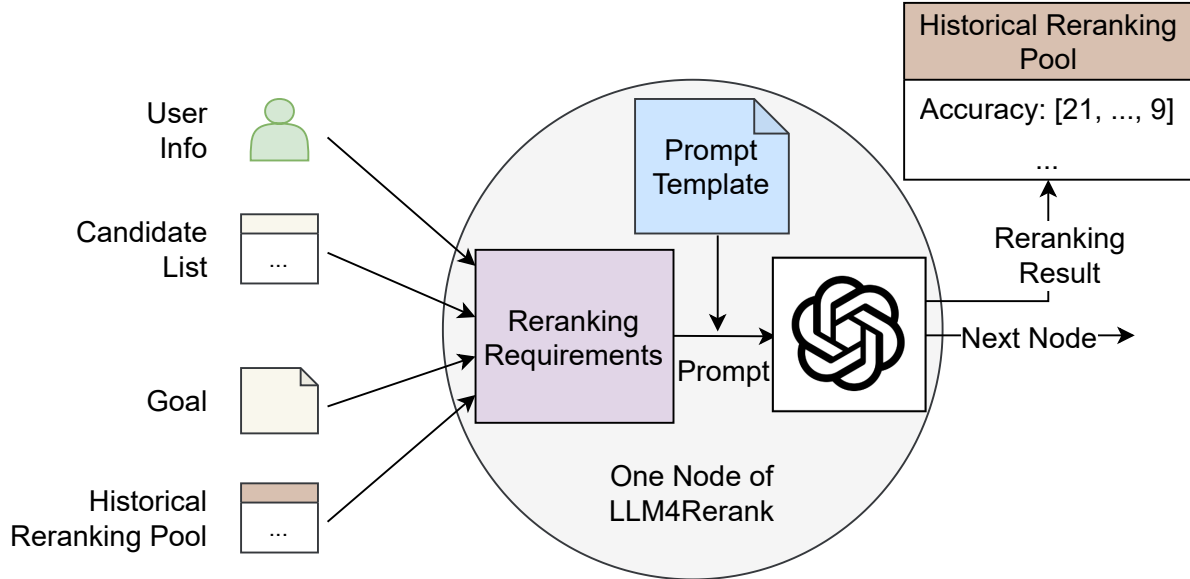 User
Info
Candidate
List
...
Goal
Historical
Reranking Pool
...
Reranking
Requirements
Prompt
Template
Prompt
One Node of
LLM4Rerank
Historical Reranking
Pool
Accuracy: [21, ..., 9]
...
Reranking
Result
Next Node